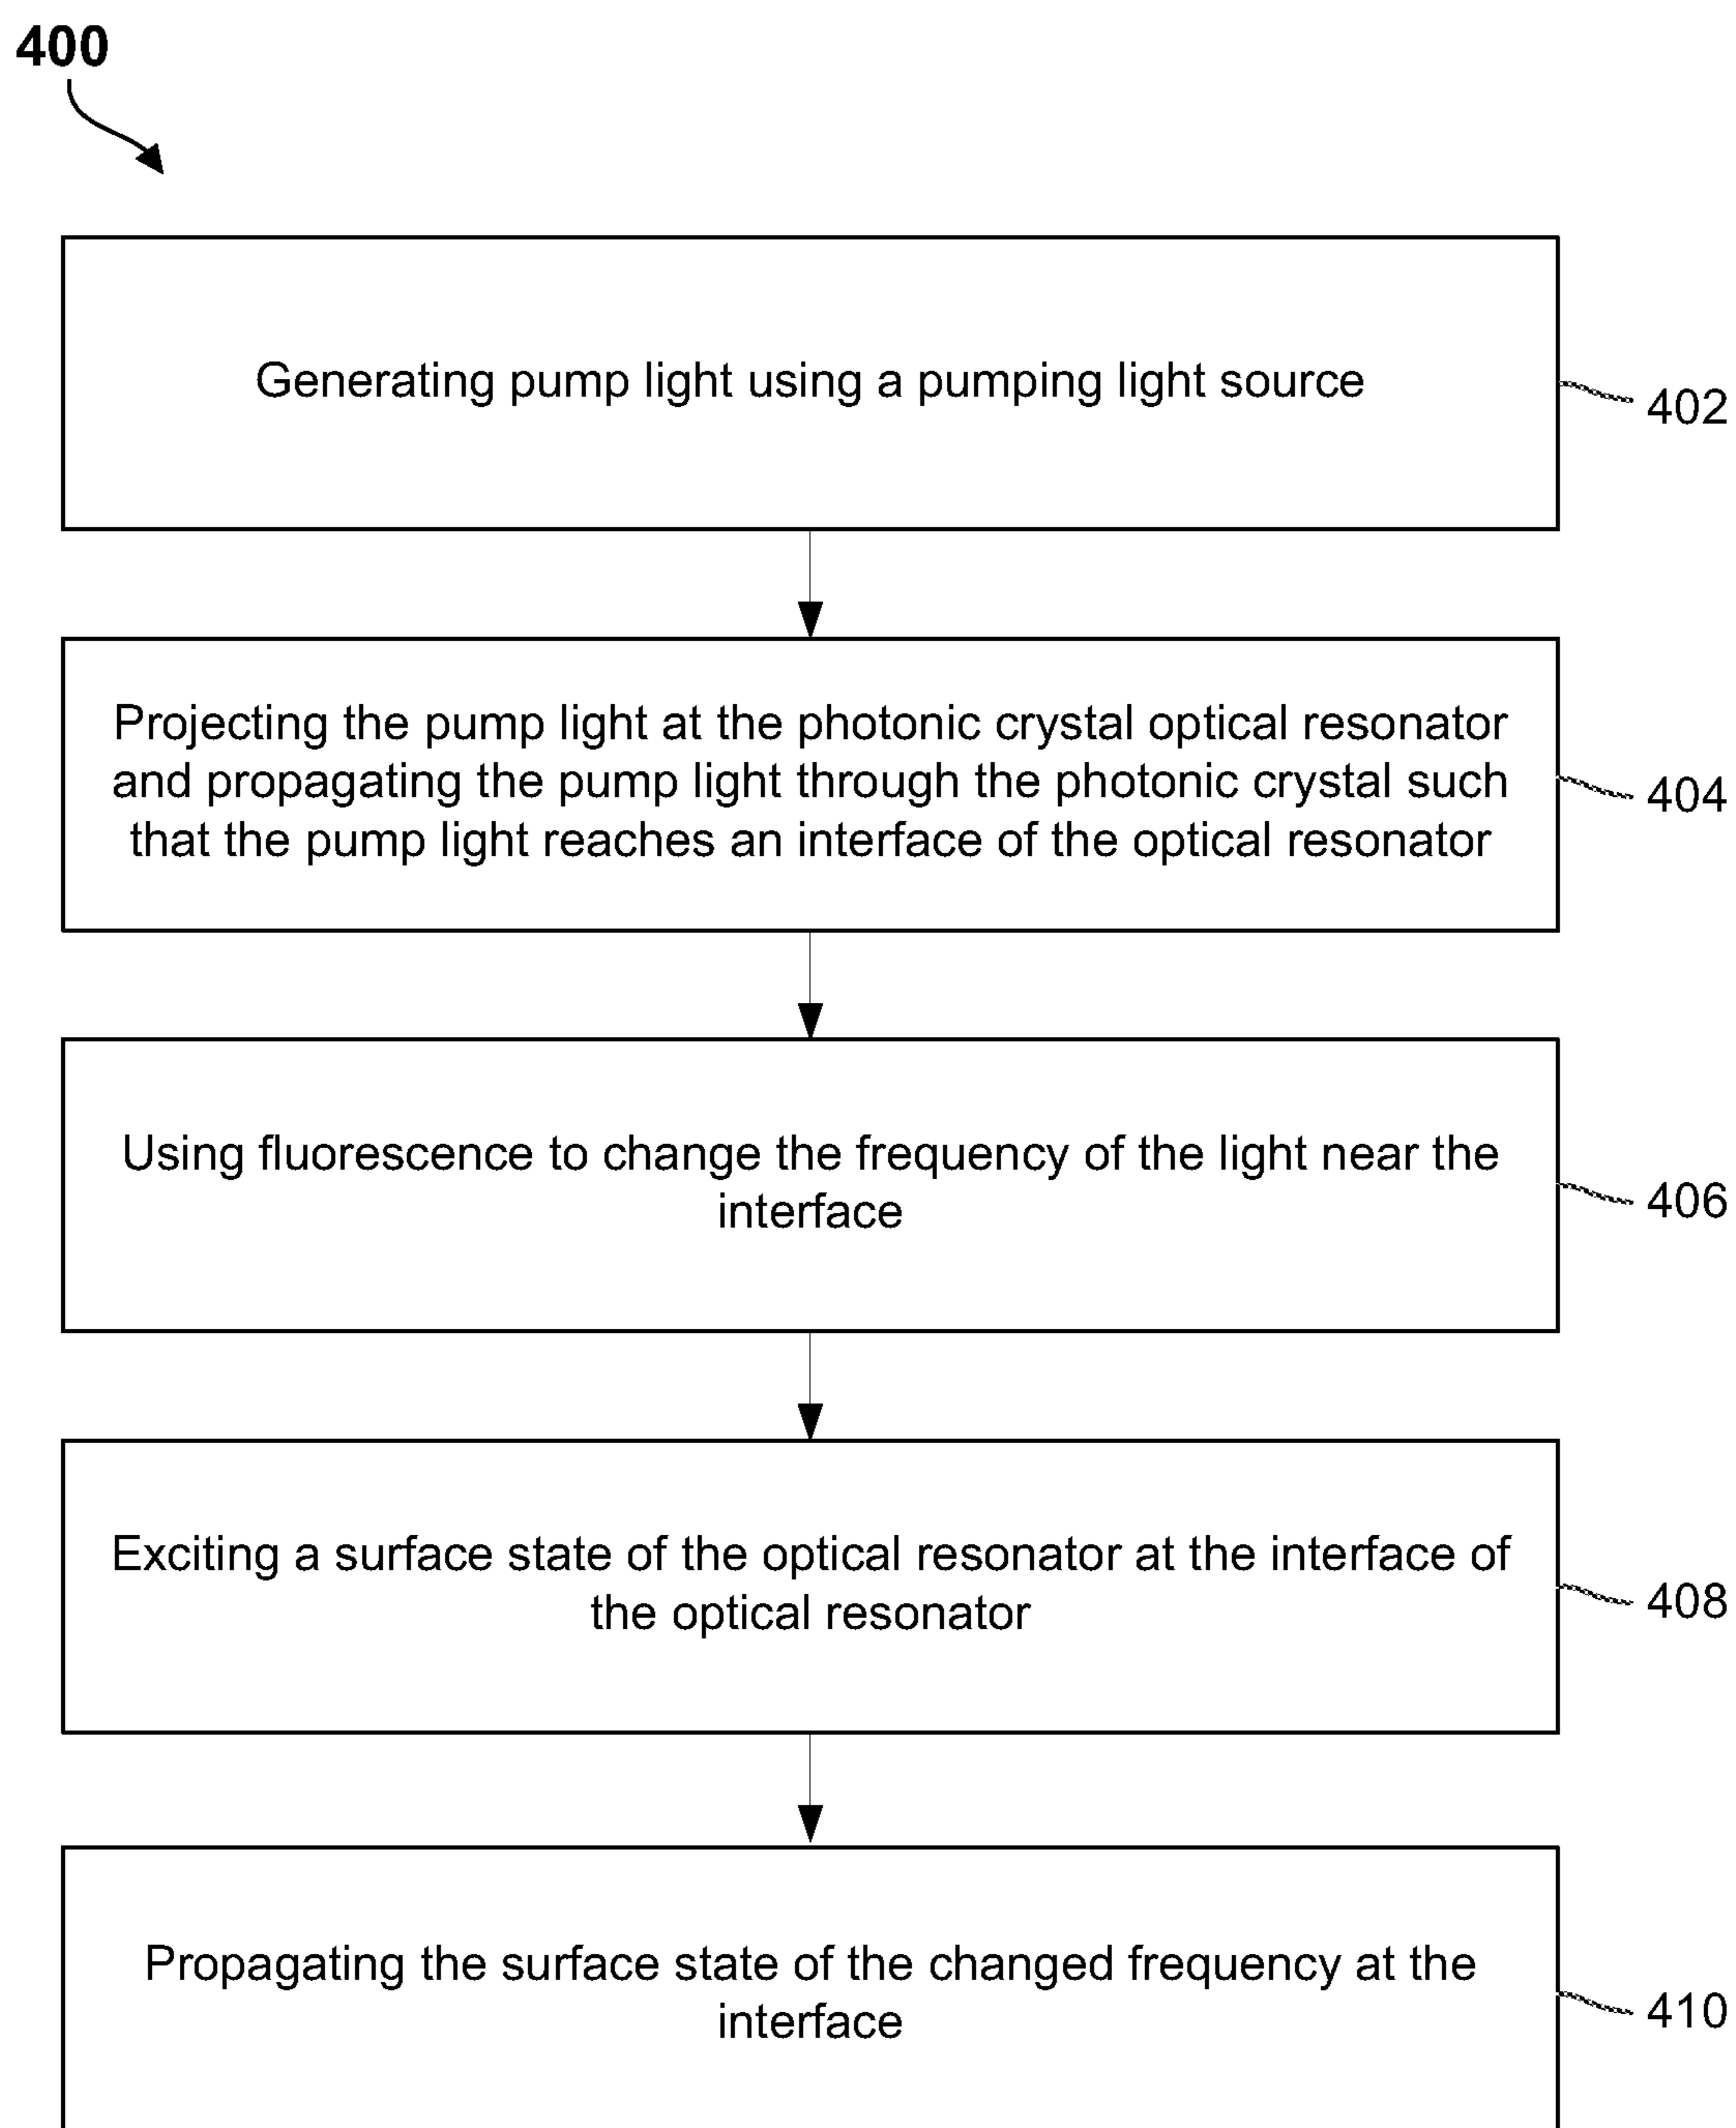 400
Generating pump light using a pumping light source
402
Projecting the pump light at the photonic crystal optical resonator
and propagating the pump light through the photonic crystal such
that the pump light reaches an interface of the optical resonator
404
Using fluorescence to change the frequency of the light near the
interface
406
Exciting a surface state of the optical resonator at the interface of
the optical resonator
408
Propagating the surface state of the changed frequency at the
interface
410